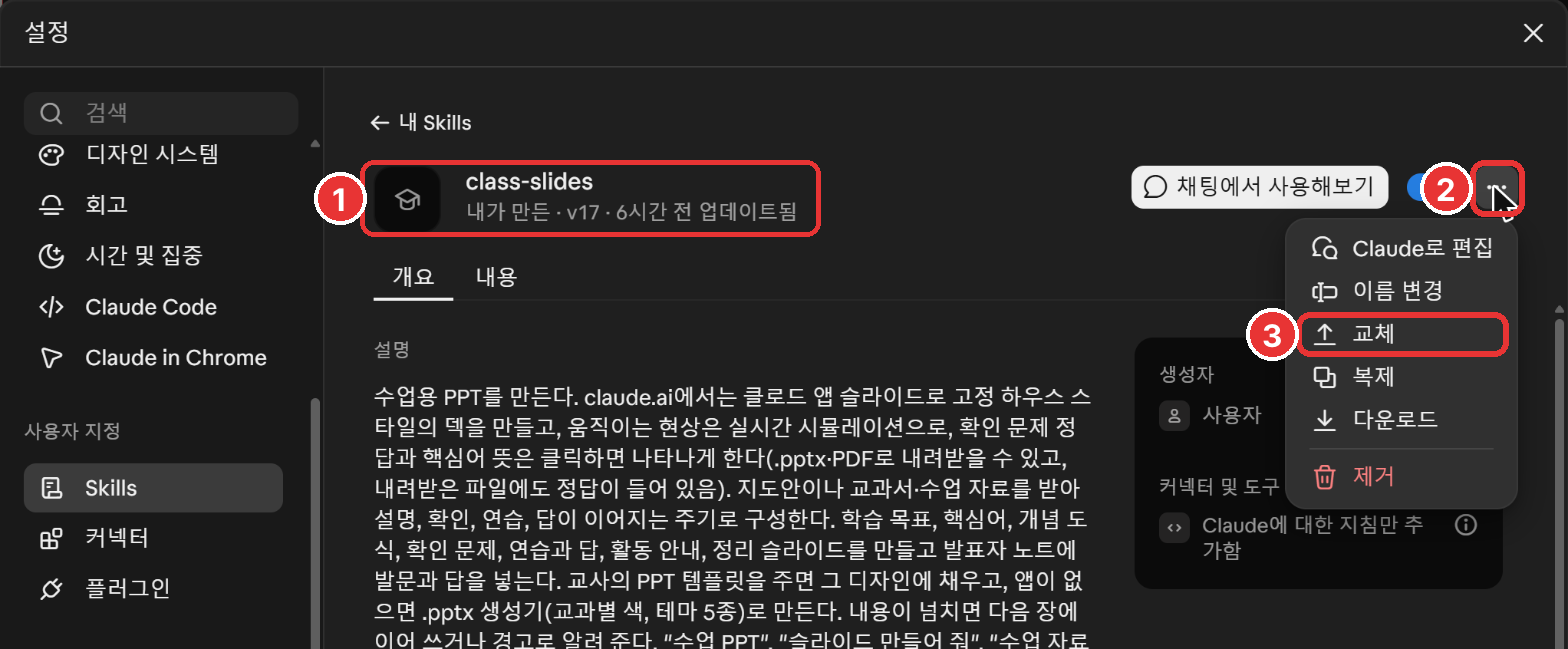 설정
검색
디자인 시스템
회고
시간 및 집중
Claude Code
Claude in Chrome
사용자 지정
Skills
커넥터
플러그인
← 내 Skills
1
class-slides
내가 만든 · v17 · 6시간 전 업데이트됨
채팅에서 사용해보기
2
개요
내용
설명
수업용 PPT를 만든다. claude.ai에서는 클로드 앱 슬라이드로 고정 하우스 스
타일의 덱을 만들고, 움직이는 현상은 실시간 시뮬레이션으로, 확인 문제 정
답과 핵심어 뜻은 클릭하면 나타나게 한다(.pptx·PDF로 내려받을 수 있고,
내려받은 파일에도 정답이 들어 있음). 지도안이나 교과서·수업 자료를 받아
설명, 확인, 연습, 답이 이어지는 주기로 구성한다. 학습 목표, 핵심어, 개념 도
식, 확인 문제, 연습과 답, 활동 안내, 정리 슬라이드를 만들고 발표자 노트에
발문과 답을 넣는다. 교사의 PPT 템플릿을 주면 그 디자인에 채우고, 앱이 없
으면 .pptx 생성기(교과별 색, 테마 5종)로 만든다. 내용이 넘치면 다음 장에
이어 쓰거나 경고로 알려 준다. "수업 PPT", "슬라이드 만들어 줘", "수업 자료
Claude로 편집
이름 변경
3
교체
복제
다운로드
제거
생성자
사용자
커넥터 및 도구
Claude에 대한 지침만 추
가함